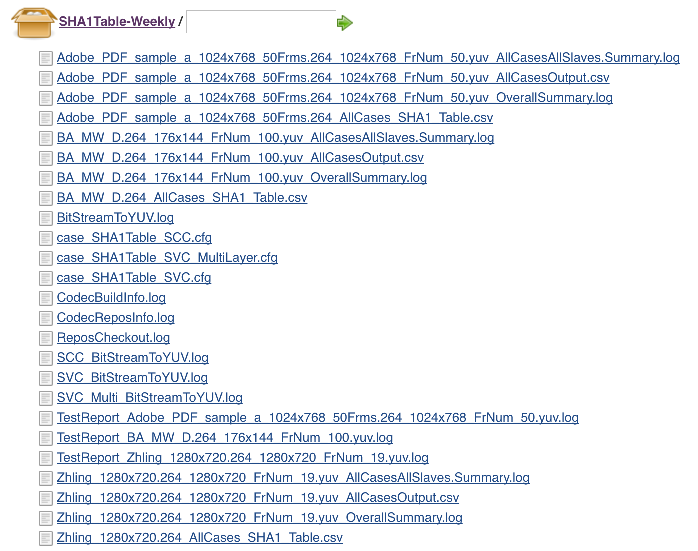 SHA1Table-Weekly /
Adobe_PDF_sample_a_1024x768_50Frms.264_1024x768_FrNum_50.yuv_AllCasesAllSlaves.Summary.log
Adobe_PDF_sample_a_1024x768_50Frms.264_1024x768_FrNum_50.yuv_AllCasesOutput.csv
Adobe_PDF_sample_a_1024x768_50Frms.264_1024x768_FrNum_50.yuv_OverallSummary.log
Adobe_PDF_sample_a_1024x768_50Frms.264_AllCases_SHA1_Table.csv
BA_MW_D.264_176x144_FrNum_100.yuv_AllCasesAllSlaves.Summary.log
BA_MW_D.264_176x144_FrNum_100.yuv_AllCasesOutput.csv
BA_MW_D.264_176x144_FrNum_100.yuv_OverallSummary.log
BA_MW_D.264_AllCases_SHA1_Table.csv
BitStreamToYUV.log
case_SHA1Table_SCC.cfg
case_SHA1Table_SVC_MultiLayer.cfg
case_SHA1Table_SVC.cfg
CodecBuildInfo.log
CodecReposInfo.log
ReposCheckout.log
SCC_BitStreamToYUV.log
SVC_BitStreamToYUV.log
SVC_Multi_BitStreamToYUV.log
TestReport_Adobe_PDF_sample_a_1024x768_50Frms.264_1024x768_FrNum_50.yuv.log
TestReport_BA_MW_D.264_176x144_FrNum_100.yuv.log
TestReport_Zhling_1280x720.264_1280x720_FrNum_19.yuv.log
Zhling_1280x720.264_1280x720_FrNum_19.yuv_AllCasesAllSlaves.Summary.log
Zhling_1280x720.264_1280x720_FrNum_19.yuv_AllCasesOutput.csv
Zhling_1280x720.264_1280x720_FrNum_19.yuv_OverallSummary.log
Zhling_1280x720.264_AllCases_SHA1_Table.csv